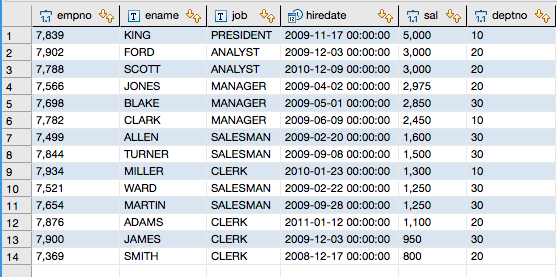 empno ename job hiredate sal deptno
1 7,839 KING PRESIDENT 2009-11-17 00:00:00 5,000 10
2 7,902 FORD ANALYST 2009-12-03 00:00:00 3,000 20
3 7,788 SCOTT ANALYST 2010-12-09 00:00:00 3,000 20
4 7,566 JONES MANAGER 2009-04-02 00:00:00 2,975 20
5 7,698 BLAKE MANAGER 2009-05-01 00:00:00 2,850 30
6 7,782 CLARK MANAGER 2009-06-09 00:00:00 2,450 10
7 7,499 ALLEN SALESMAN 2009-02-20 00:00:00 1,600 30
8 7,844 TURNER SALESMAN 2009-09-08 00:00:00 1,500 30
9 7,934 MILLER CLERK 2010-01-23 00:00:00 1,300 10
10 7,521 WARD SALESMAN 2009-02-22 00:00:00 1,250 30
11 7,654 MARTIN SALESMAN 2009-09-28 00:00:00 1,250 30
12 7,876 ADAMS CLERK 2011-01-12 00:00:00 1,100 20
13 7,900 JAMES CLERK 2009-12-03 00:00:00 950 30
14 7,369 SMITH CLERK 2008-12-17 00:00:00 800 20